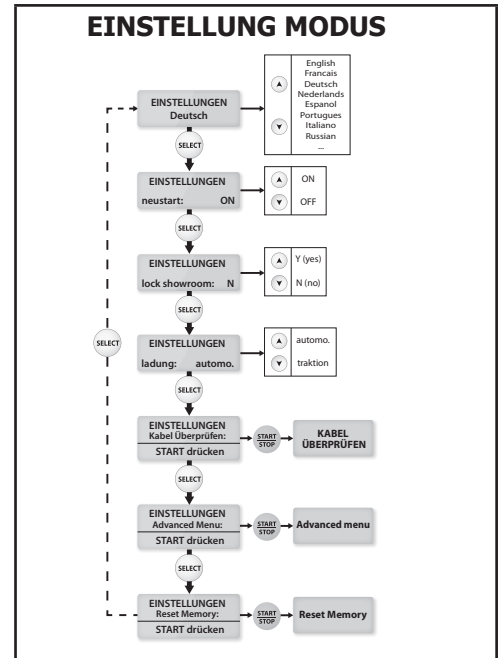 EINSTELLUNG MODUS
EINSTELLUNGEN
Deutsch
English
Francais
Deutsch
Nederlands
Espanol
Portugues
Italiano
Russian
...
SELECT
EINSTELLUNGEN
neustart: ON
ON
OFF
SELECT
EINSTELLUNGEN
lock showroom: N
Y (yes)
N (no)
SELECT
SELECT
EINSTELLUNGEN
ladung: automo.
automo.
traktion
SELECT
EINSTELLUNGEN
Kabel Überprüfen:
START drücken
START
STOP
KABEL
ÜBERPRÜFEN
SELECT
EINSTELLUNGEN
Advanced Menu:
START drücken
START
STOP
Advanced menu
SELECT
EINSTELLUNGEN
Reset Memory:
START drücken
START
STOP
Reset Memory